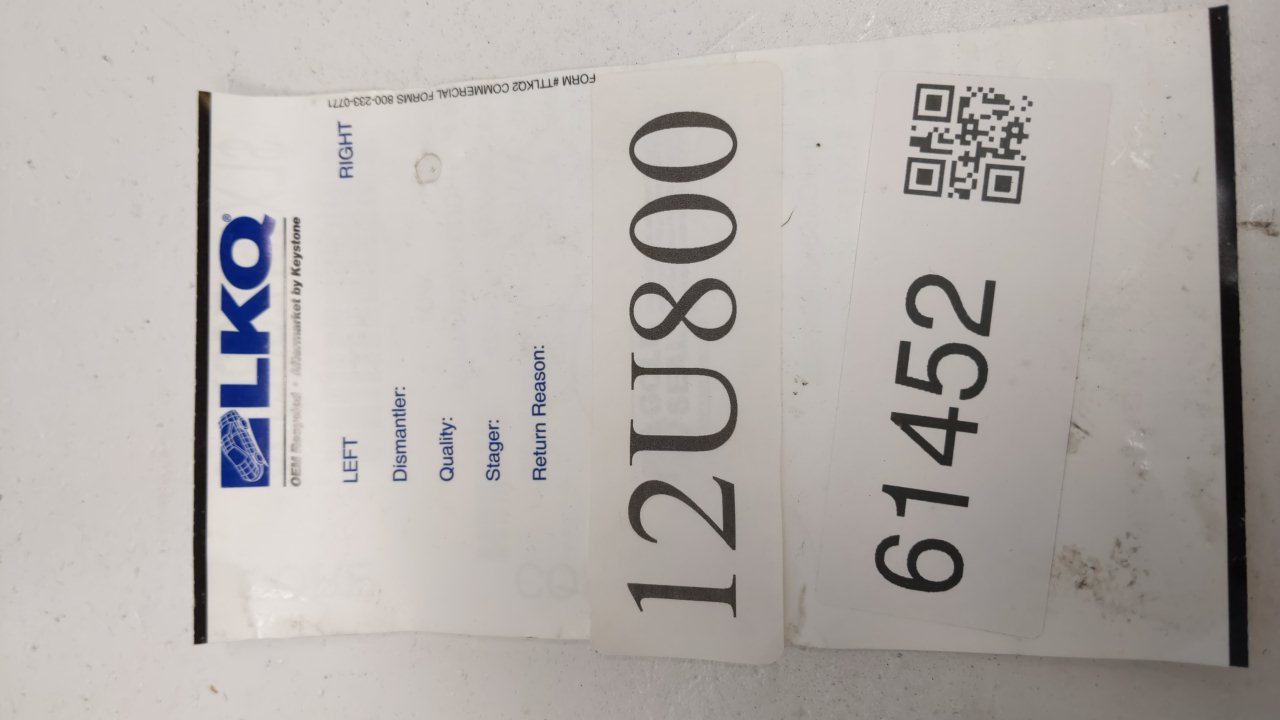 LKQ®
OEM Recycled • Aftermarket by Keystone
LEFT RIGHT
Dismantler:
Quality:
Stager:
Return Reason:
FORM #TTLKQ2 COMMERCIAL FORMS 800-233-0771
12U800
61452